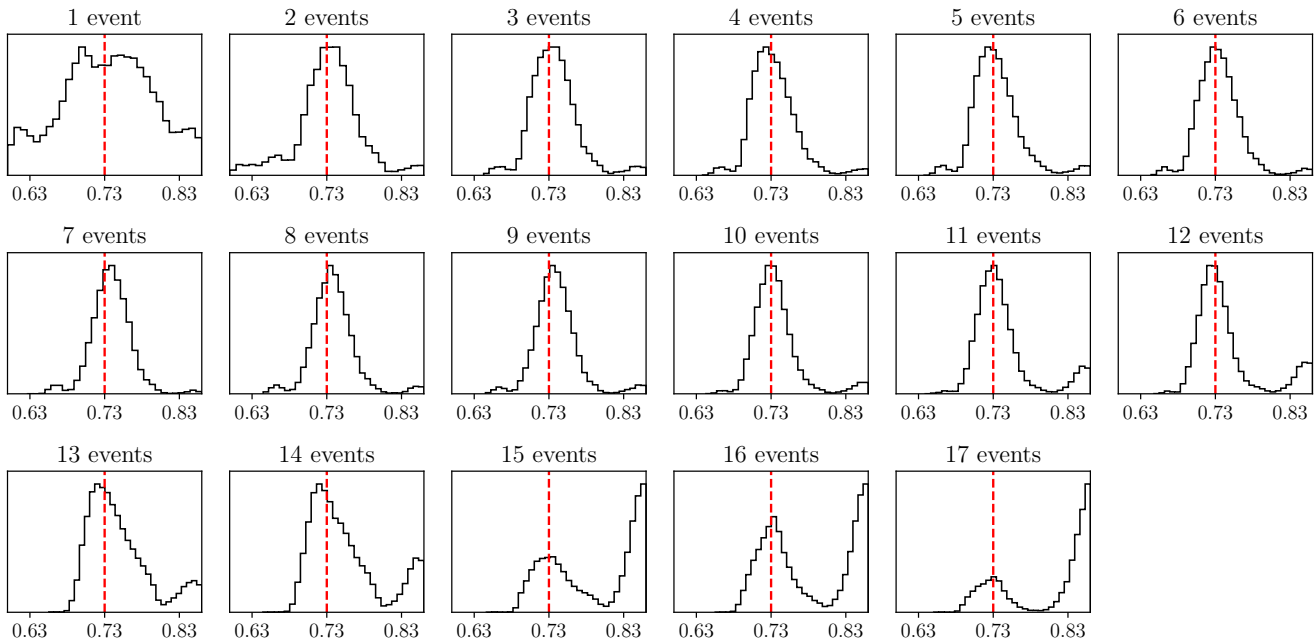 1 event 2 events 3 events 4 events 5 events 6 events
0.63 0.73 0.83 0.63 0.73 0.83 0.63 0.73 0.83 0.63 0.73 0.83 0.63 0.73 0.83 0.63 0.73 0.83
7 events 8 events 9 events 10 events 11 events 12 events
0.63 0.73 0.83 0.63 0.73 0.83 0.63 0.73 0.83 0.63 0.73 0.83 0.63 0.73 0.83 0.63 0.73 0.83
13 events 14 events 15 events 16 events 17 events
0.63 0.73 0.83 0.63 0.73 0.83 0.63 0.73 0.83 0.63 0.73 0.83 0.63 0.73 0.83